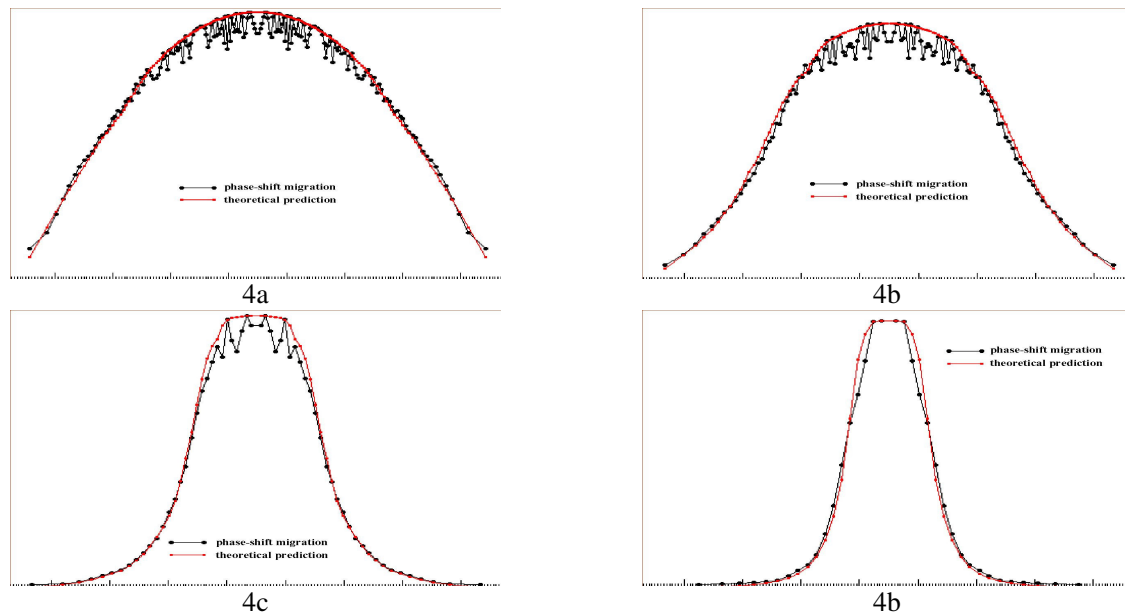 phase-shift migration
theoretical prediction
4a
phase-shift migration
theoretical prediction
4b
phase-shift migration
theoretical prediction
4c
phase-shift migration
theoretical prediction
4b